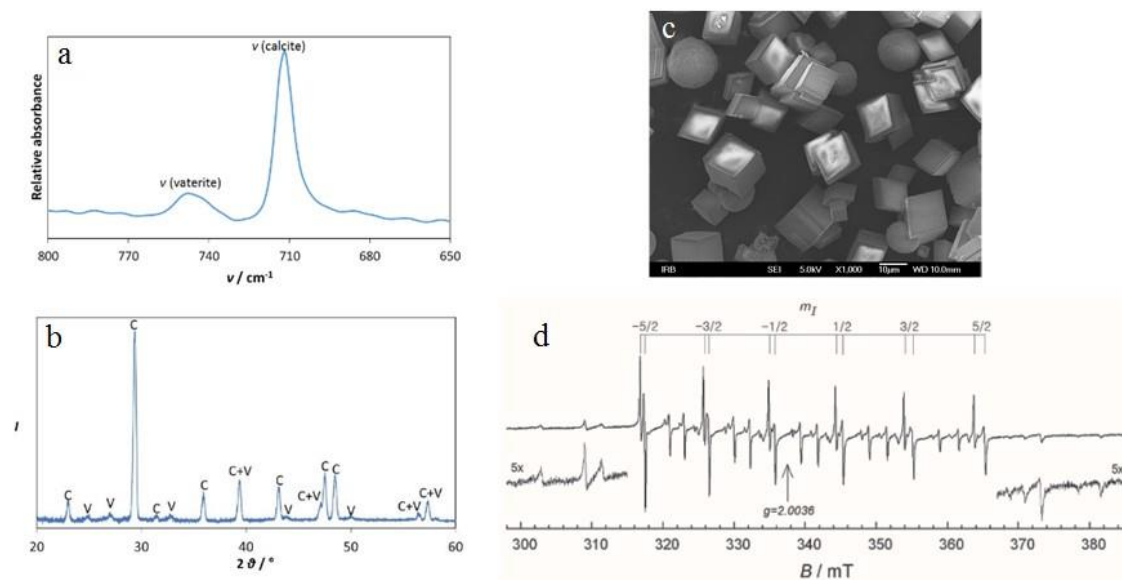 a
ν (calcite)
ν (vaterite)
Relative absorbance
800 770 740 710 680 650
ν / cm-1
c
IRB SEI 5.0kV X1,000 10μm WD 10.0mm
b
C
C
V
V
C
V
C
C+V
C
V
C+V
C
C
V
C+V
C+V
I
20 30 40 50 60
2 ϑ / °
d
mI
−5/2 −3/2 −1/2 1/2 3/2 5/2
5x
5x
g=2.0036
300 310 320 330 340 350 360 370 380
B / mT